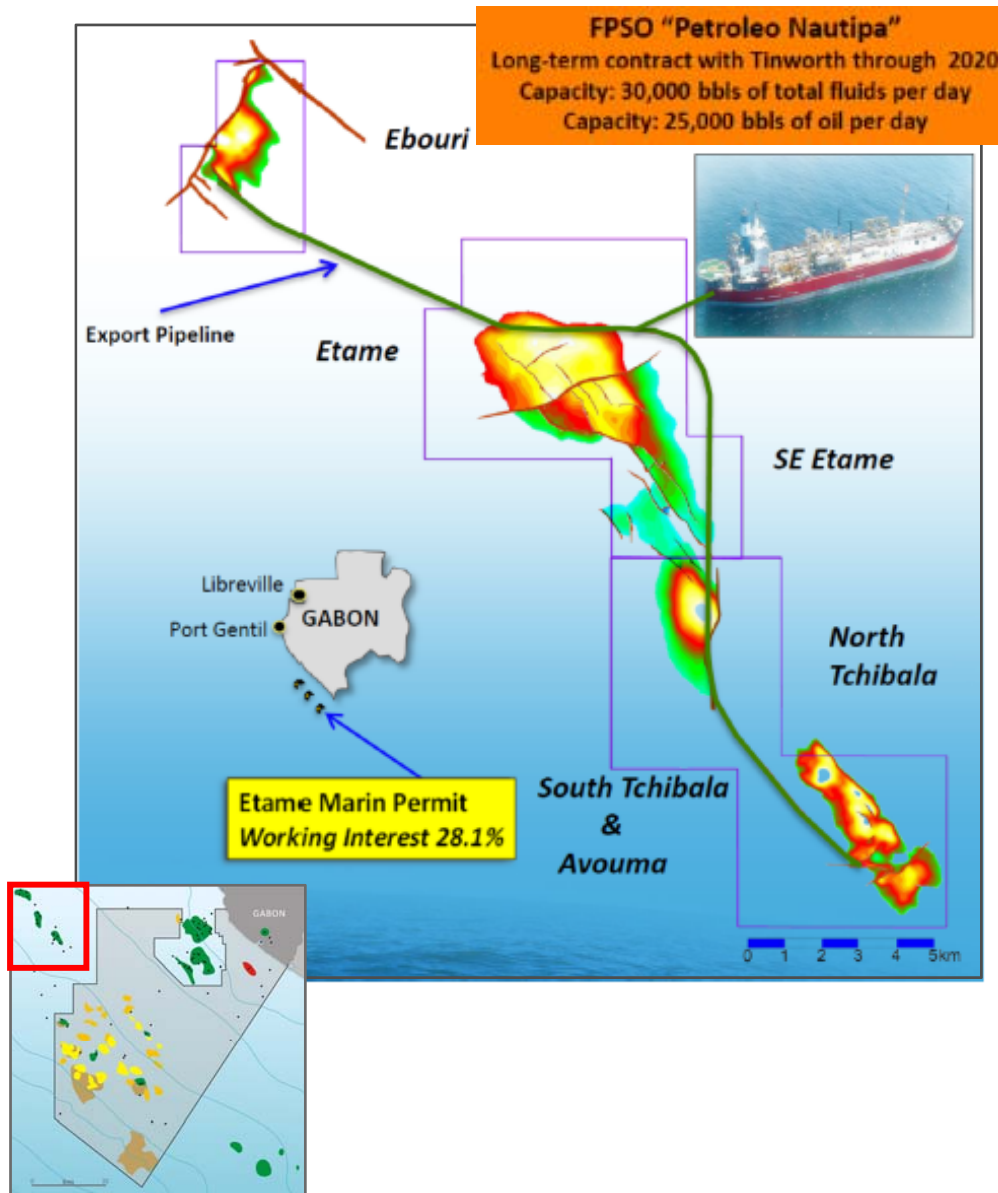 FPSO “Petroleo Nautipa”
Long-term contract with Tinworth through 2020
Capacity: 30,000 bbls of total fluids per day
Capacity: 25,000 bbls of oil per day
Ebouri
Export Pipeline
Etame
SE Etame
Libreville
GABON
Port Gentil
North
Tchibala
Etame Marin Permit
Working Interest 28.1%
South Tchibala
&
Avouma
0 1 2 3 4 5km
GABON